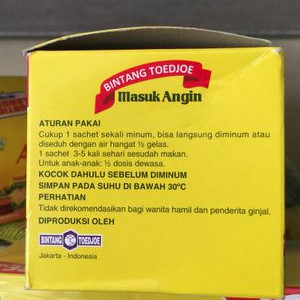 BINTANG TOEDJOE
Masuk Angin
ATURAN PAKAI
Cukup 1 sachet sekali minum, bisa langsung diminum atau
diseduh dengan air hangat ½ gelas.
1 sachet 3-5 kali sehari sesudah makan.
Untuk anak-anak: ½ dosis dewasa.
KOCOK DAHULU SEBELUM DIMINUM
SIMPAN PADA SUHU DI BAWAH 30ºC
PERHATIAN
Tidak direkomendasikan bagi wanita hamil dan penderita ginjal.
DIPRODUKSI OLEH
BINTANG TOEDJOE
Jakarta - Indonesia